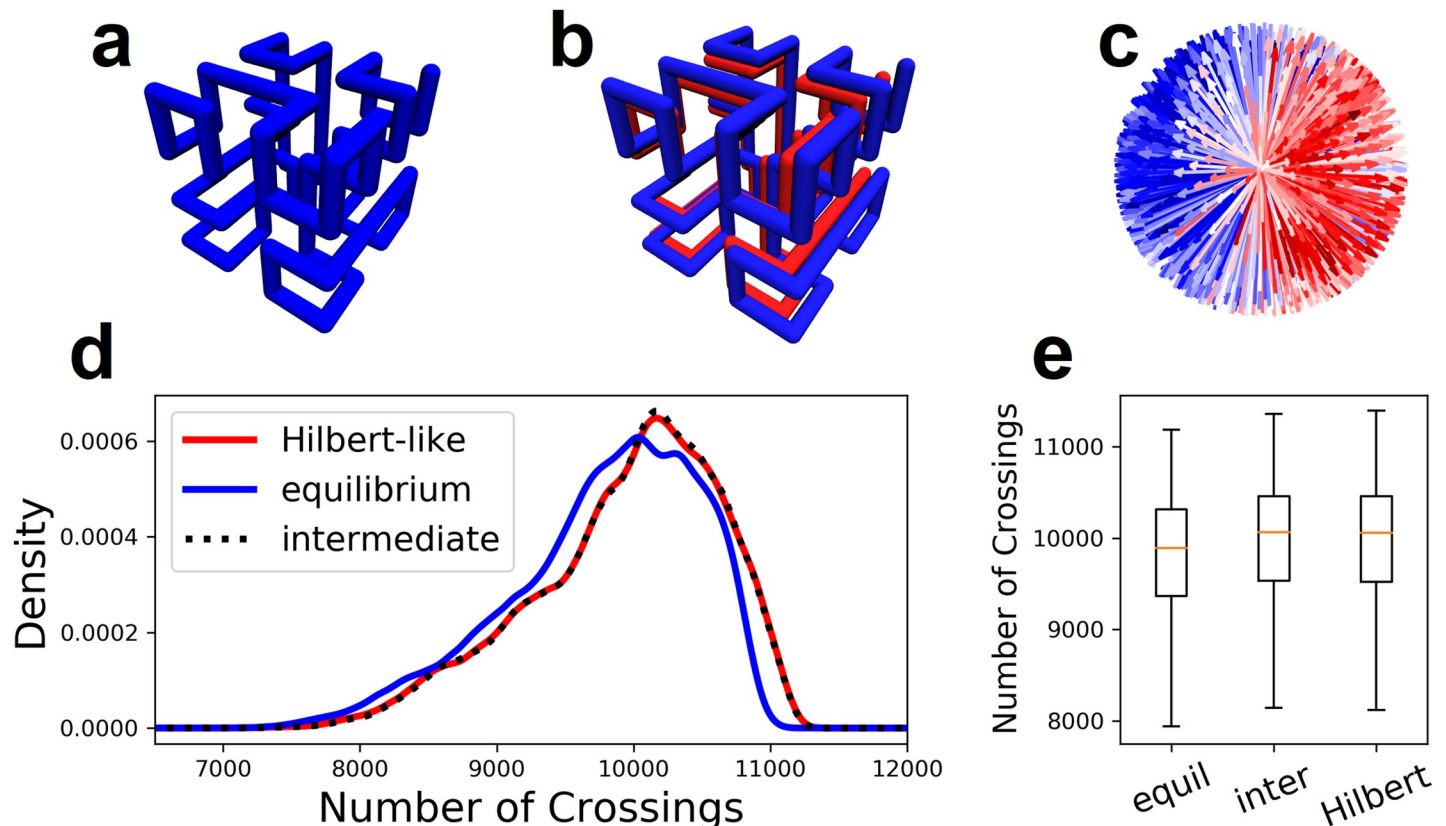 a
b
c
d
e
Density
0.0006
0.0004
0.0002
0.0000
Hilbert-like
equilibrium
intermediate
7000
8000
9000
10000
11000
12000
Number of Crossings
Number of Crossings
11000
10000
9000
8000
equil
inter
Hilbert